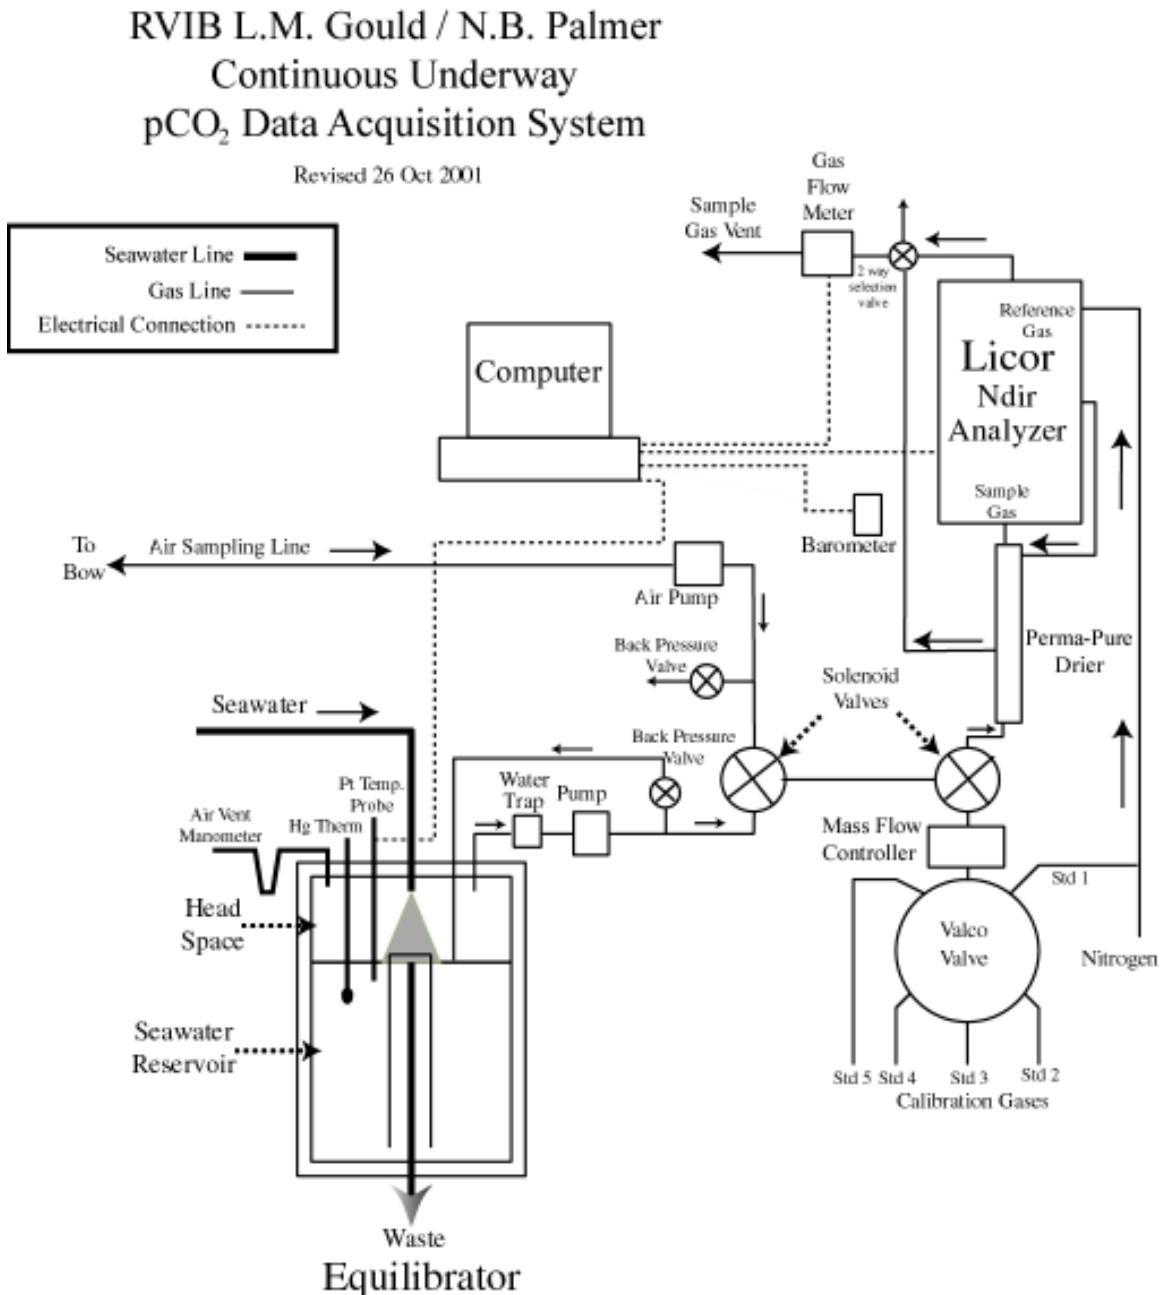 RVIB L.M. Gould / N.B. Palmer
Continuous Underway
pCO₂ Data Acquisition System
Revised 26 Oct 2001
Seawater Line
Gas Line
Electrical Connection
Gas
Flow
Meter
Sample
Gas Vent
2 way
selection
valve
Reference
Gas
Licor
Ndir
Analyzer
Sample
Gas
Computer
Barometer
To
Bow
Air Sampling Line
Air Pump
Perma-Pure
Drier
Back Pressure
Valve
Solenoid
Valves
Seawater
Back Pressure
Valve
Water
Trap
Pump
Pt Temp.
Probe
Air Vent
Manometer
Hg Therm
Mass Flow
Controller
Std 1
Head
Space
Valco
Valve
Nitrogen
Seawater
Reservoir
Std 5
Std 4
Std 3
Std 2
Calibration Gases
Waste
Equilibrator